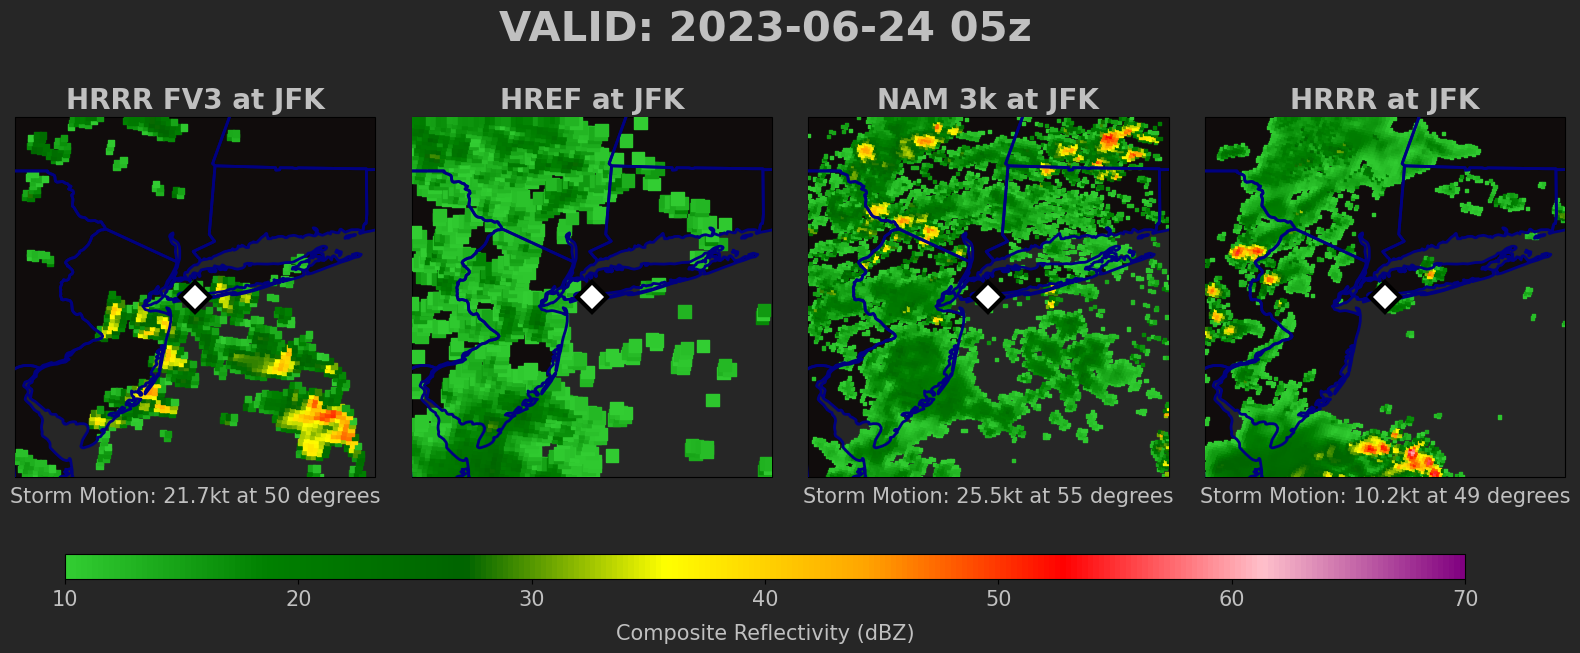 VALID: 2023-06-24 05z
HRRR FV3 at JFK
HREF at JFK
NAM 3k at JFK
HRRR at JFK
Storm Motion: 21.7kt at 50 degrees
Storm Motion: 25.5kt at 55 degrees
Storm Motion: 10.2kt at 49 degrees
10 20 30 40 50 60 70
Composite Reflectivity (dBZ)